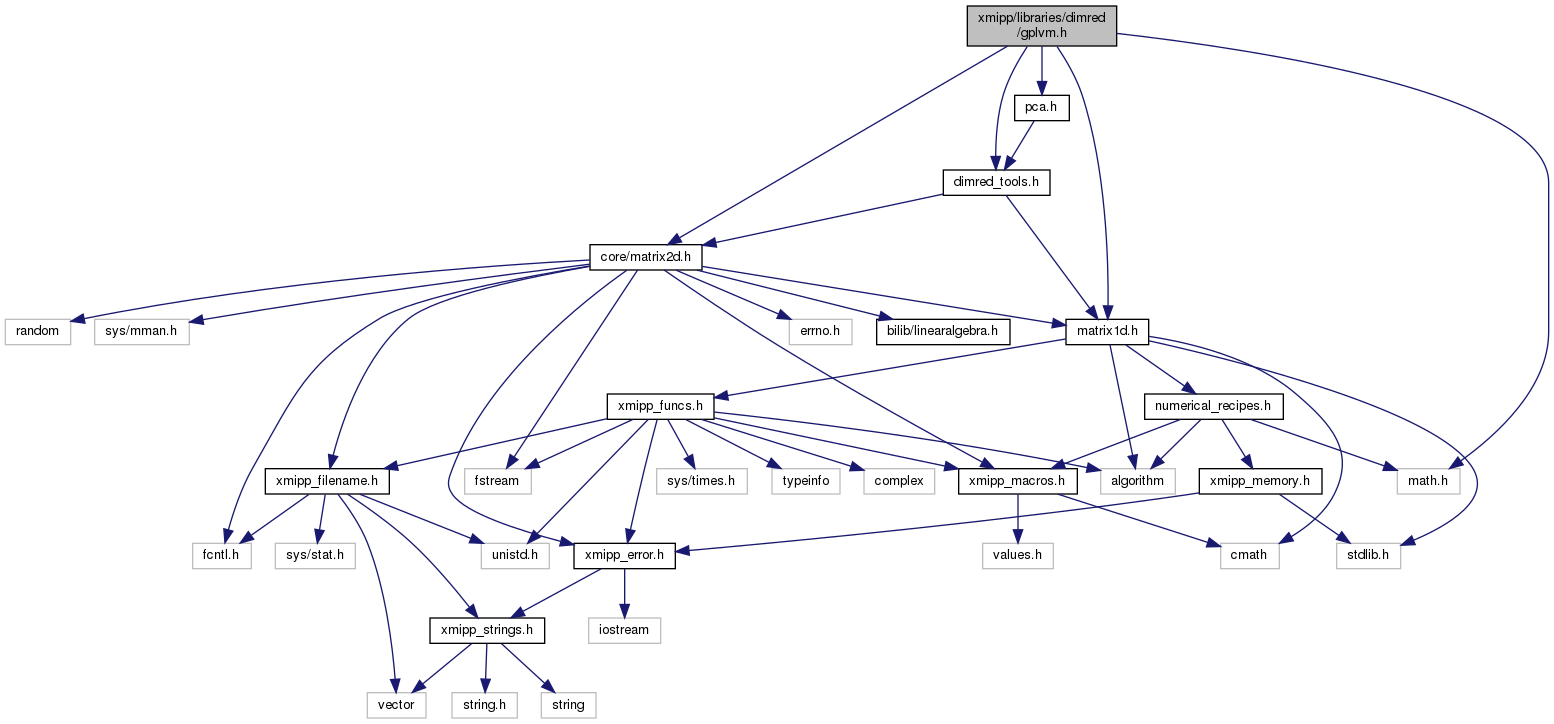 xmipp/libraries/dimred
/gplvm.h
pca.h
dimred_tools.h
core/matrix2d.h
random
sys/mman.h
errno.h
bilib/linearalgebra.h
matrix1d.h
xmipp_funcs.h
numerical_recipes.h
xmipp_filename.h
fstream
sys/times.h
typeinfo
complex
xmipp_macros.h
algorithm
xmipp_memory.h
math.h
fcntl.h
sys/stat.h
unistd.h
xmipp_error.h
values.h
cmath
stdlib.h
xmipp_strings.h
iostream
vector
string.h
string